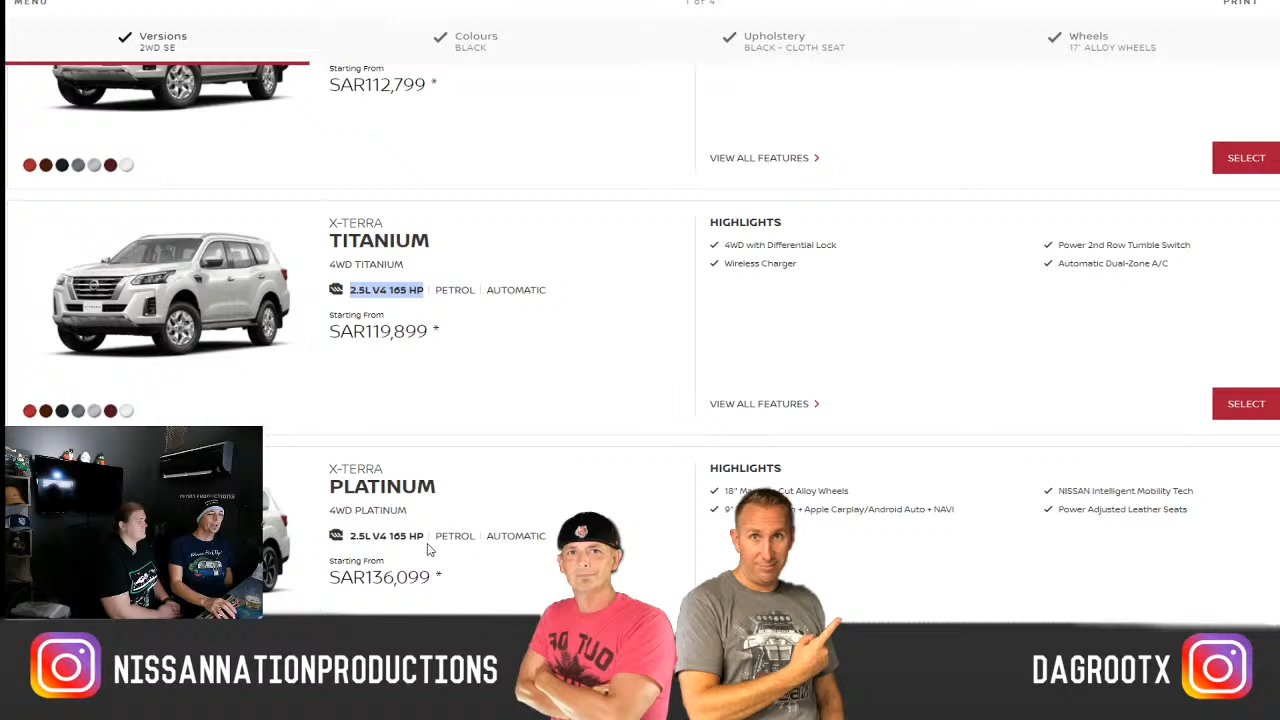 MENU
1 of 4
PRINT
Versions
2WD SE
Colours
BLACK
Upholstery
BLACK - CLOTH SEAT
Wheels
17" ALLOY WHEELS
Starting From
SAR112,799 *
VIEW ALL FEATURES
SELECT
X-TERRA
TITANIUM
4WD TITANIUM
2.5L V4 165 HP | PETROL | AUTOMATIC
Starting From
SAR119,899 *
HIGHLIGHTS
4WD with Differential Lock
Wireless Charger
Power 2nd Row Tumble Switch
Automatic Dual-Zone A/C
VIEW ALL FEATURES
SELECT
X-TERRA
PLATINUM
4WD PLATINUM
2.5L V4 165 HP | PETROL | AUTOMATIC
Starting From
SAR136,099 *
HIGHLIGHTS
18" Cut Alloy Wheels
9" + Apple Carplay/Android Auto + NAVI
NISSAN Intelligent Mobility Tech
Power Adjusted Leather Seats
NISSANNATIONPRODUCTIONS
DAGROOTX